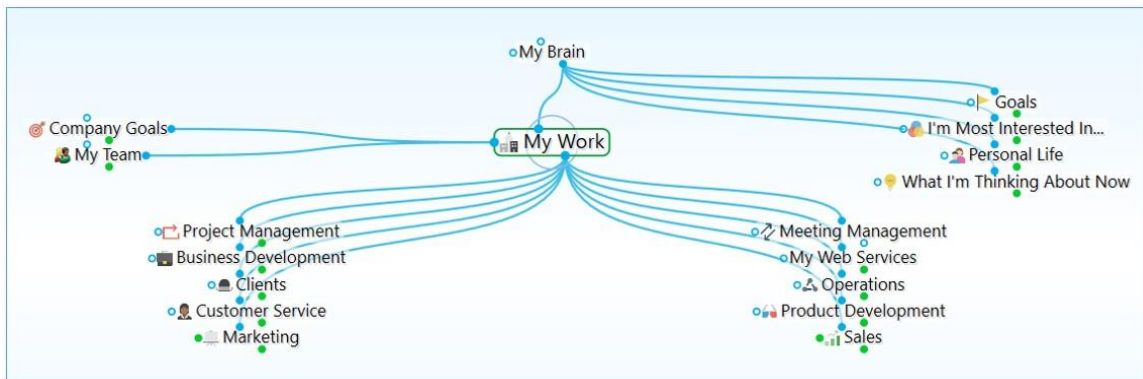 My Brain
Goals
I'm Most Interested In...
Personal Life
What I'm Thinking About Now
Company Goals
My Team
My Work
Project Management
Business Development
Clients
Customer Service
Marketing
Meeting Management
My Web Services
Operations
Product Development
Sales